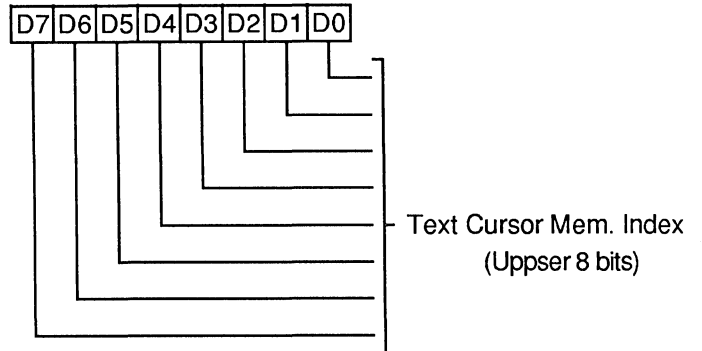 D7 D6 D5 D4 D3 D2 D1 D0
Text Cursor Mem. Index
(Uppser 8 bits)